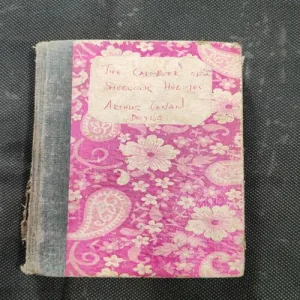 The Casebook of
Sherlock Holmes
Arthur Conan
Doyle